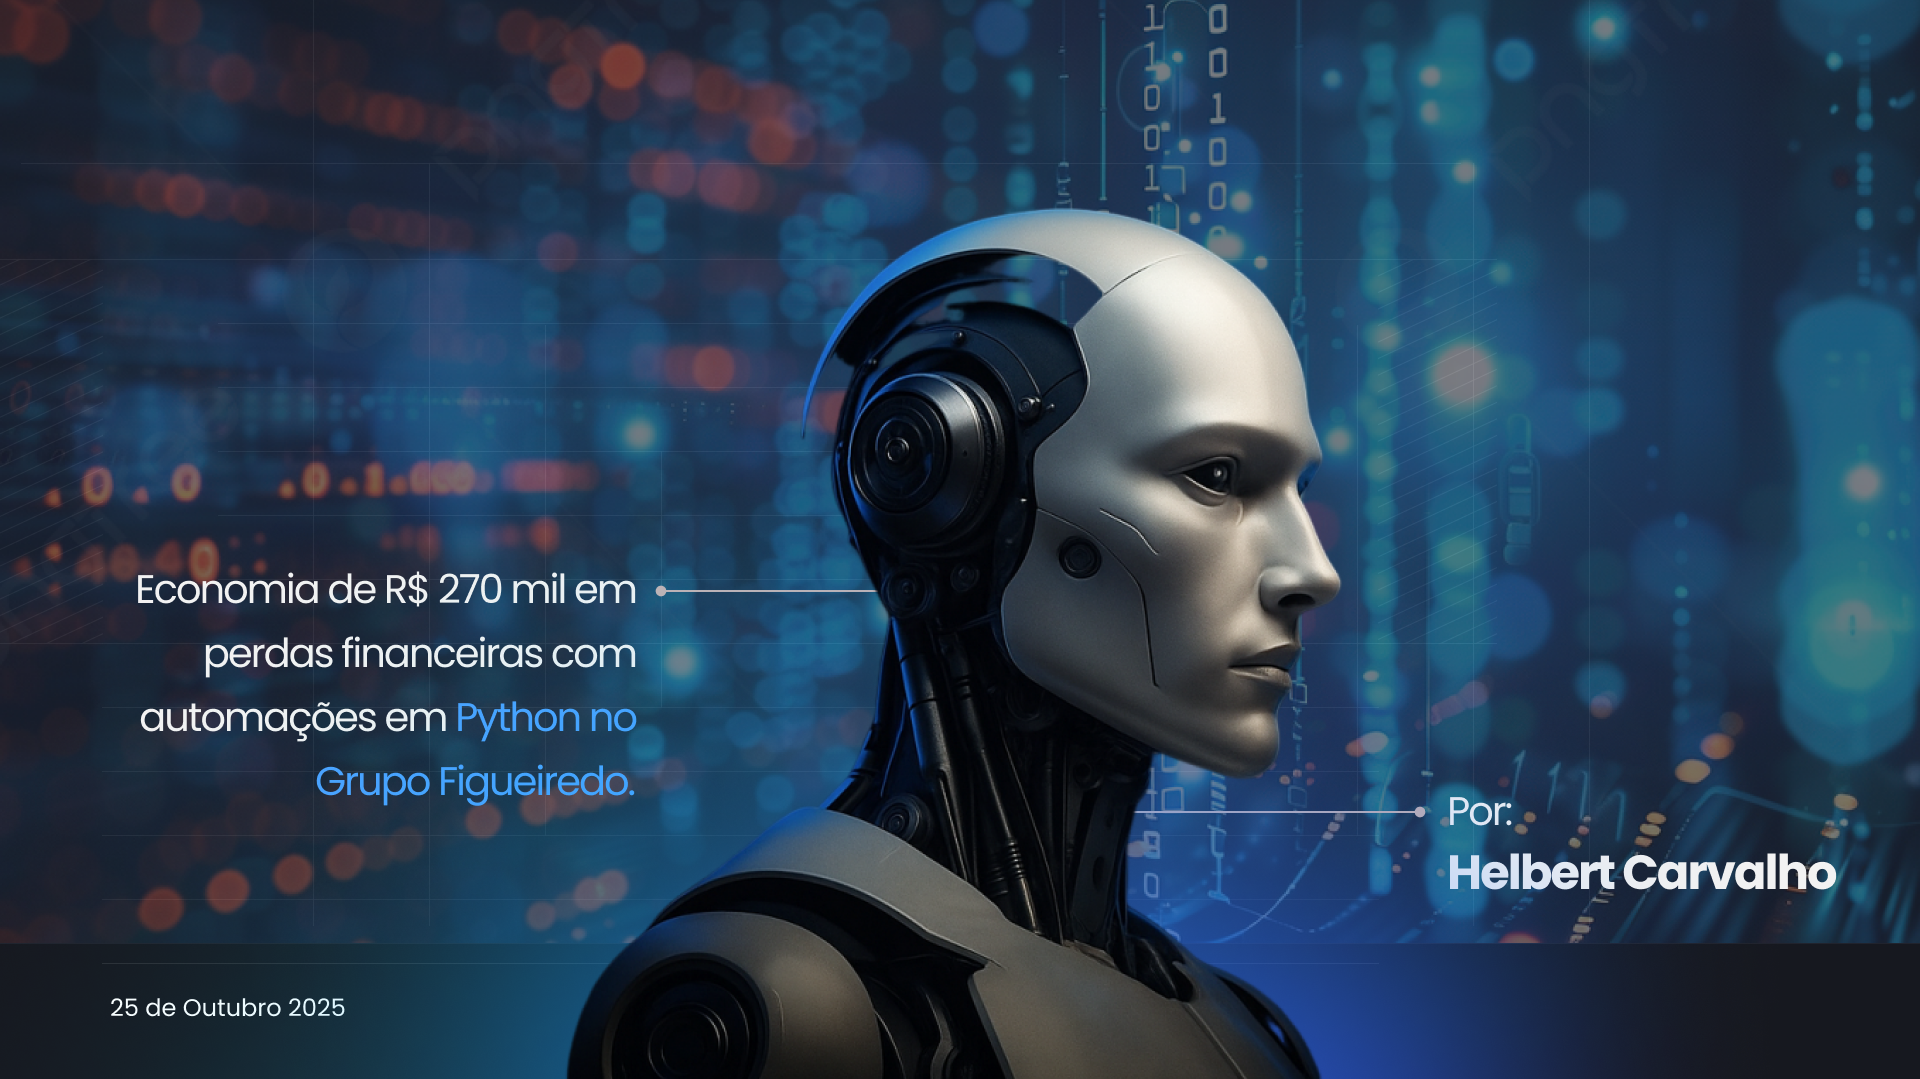 Economia de R$ 270 mil em
perdas financeiras com
automações em Python no
Grupo Figueiredo.
Por:
Helbert Carvalho
25 de Outubro 2025